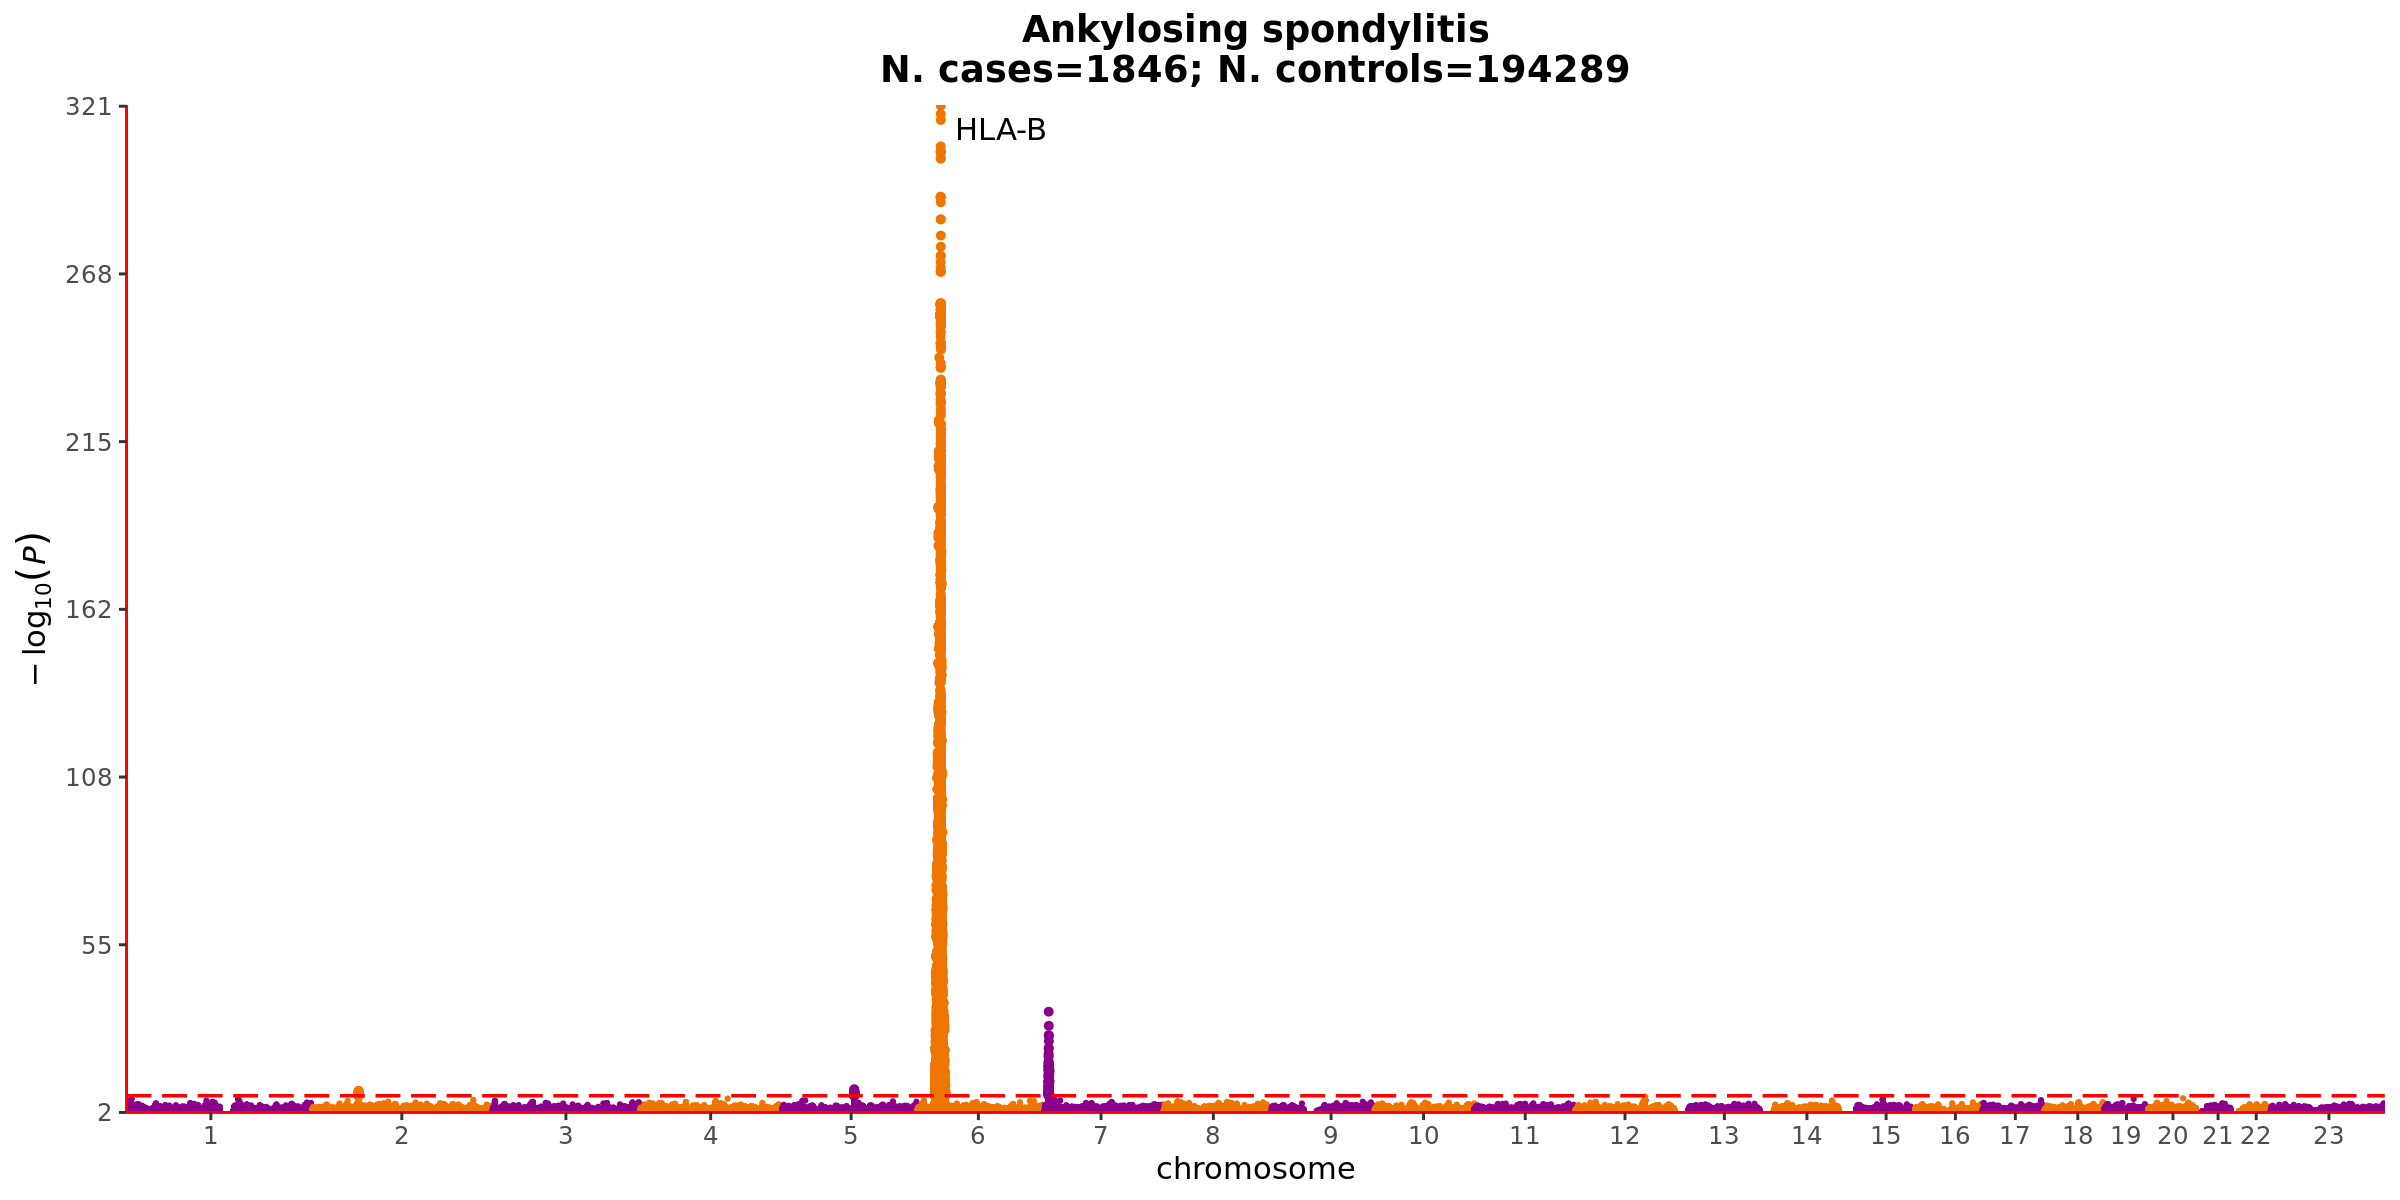 Ankylosing spondylitis
N. cases=1846; N. controls=194289
321
HLA-B
268
215
162
108
55
2
− log10(P)
1 2 3 4 5 6 7 8 9 10 11 12 13 14 15 16 17 18 19 20 21 22 23
chromosome